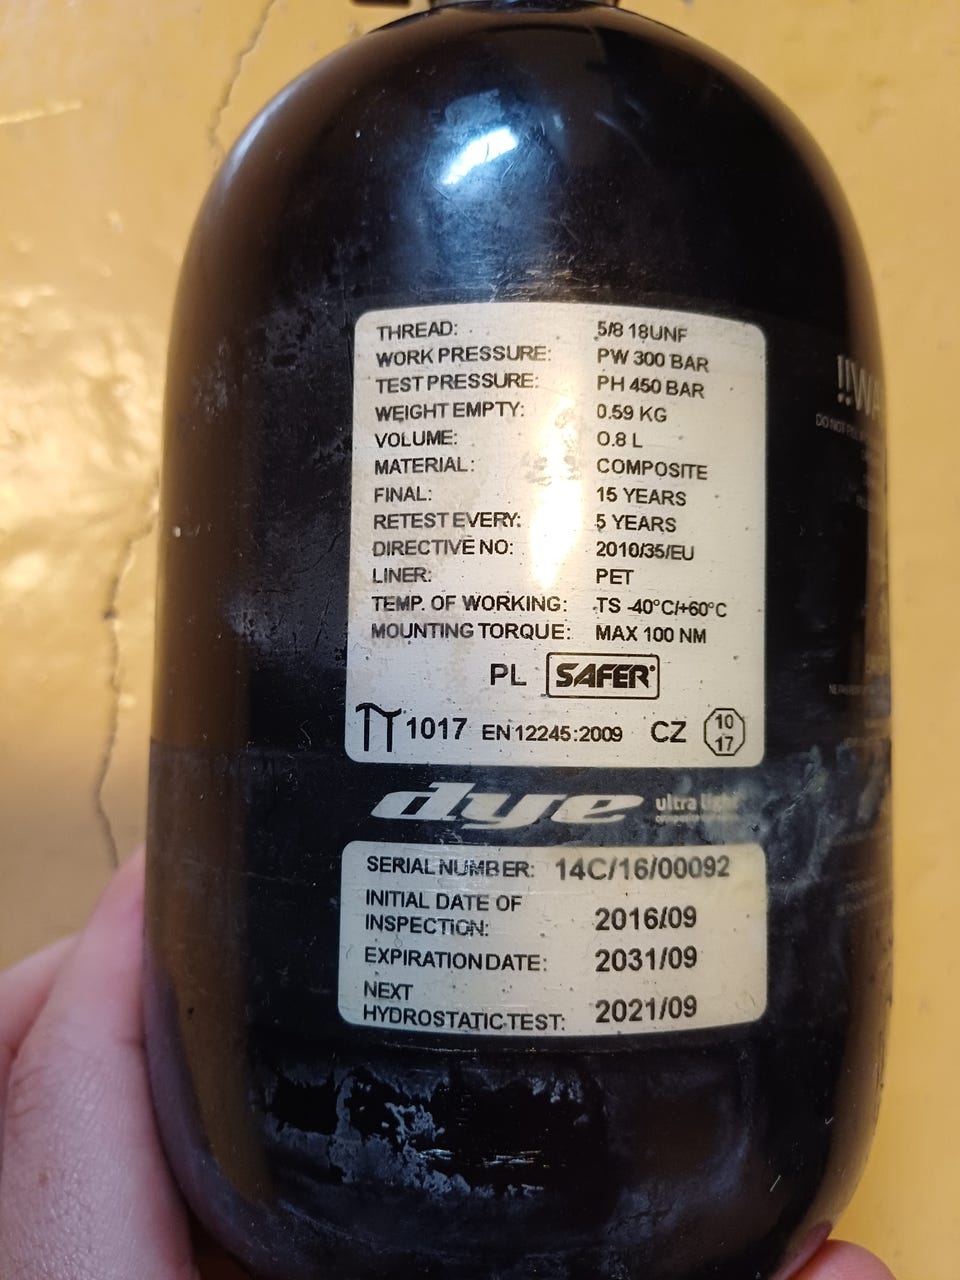 THREAD: 5/8 18UNF
WORK PRESSURE: PW 300 BAR
TEST PRESSURE: PH 450 BAR
WEIGHT EMPTY: 0.59 KG
VOLUME: 0.8 L
MATERIAL: COMPOSITE
FINAL: 15 YEARS
RETEST EVERY: 5 YEARS
DIRECTIVE NO: 2010/35/EU
LINER: PET
TEMP. OF WORKING: TS -40°C/+60°C
MOUNTING TORQUE: MAX 100 NM
PL SAFER
1017 EN 12245:2009 CZ 10 17
dye ultra light
SERIAL NUMBER: 14C/16/00092
INITIAL DATE OF
INSPECTION: 2016/09
EXPIRATION DATE: 2031/09
NEXT
HYDROSTATIC TEST: 2021/09
!!WA
DO NOT